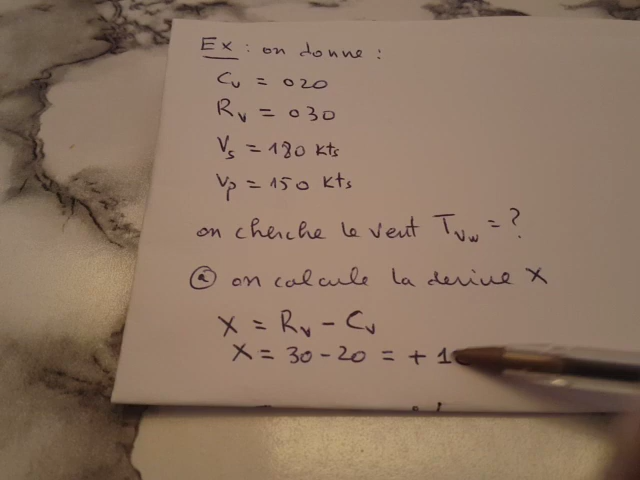 Ex : on donne :
Cv = 020
Rv = 030
Vs = 180 kts
Vp = 150 kts
on cherche le vent Tvw = ?
ⓐ on calcule la derive X
X = Rv - Cv
X = 30 - 20 = + 1